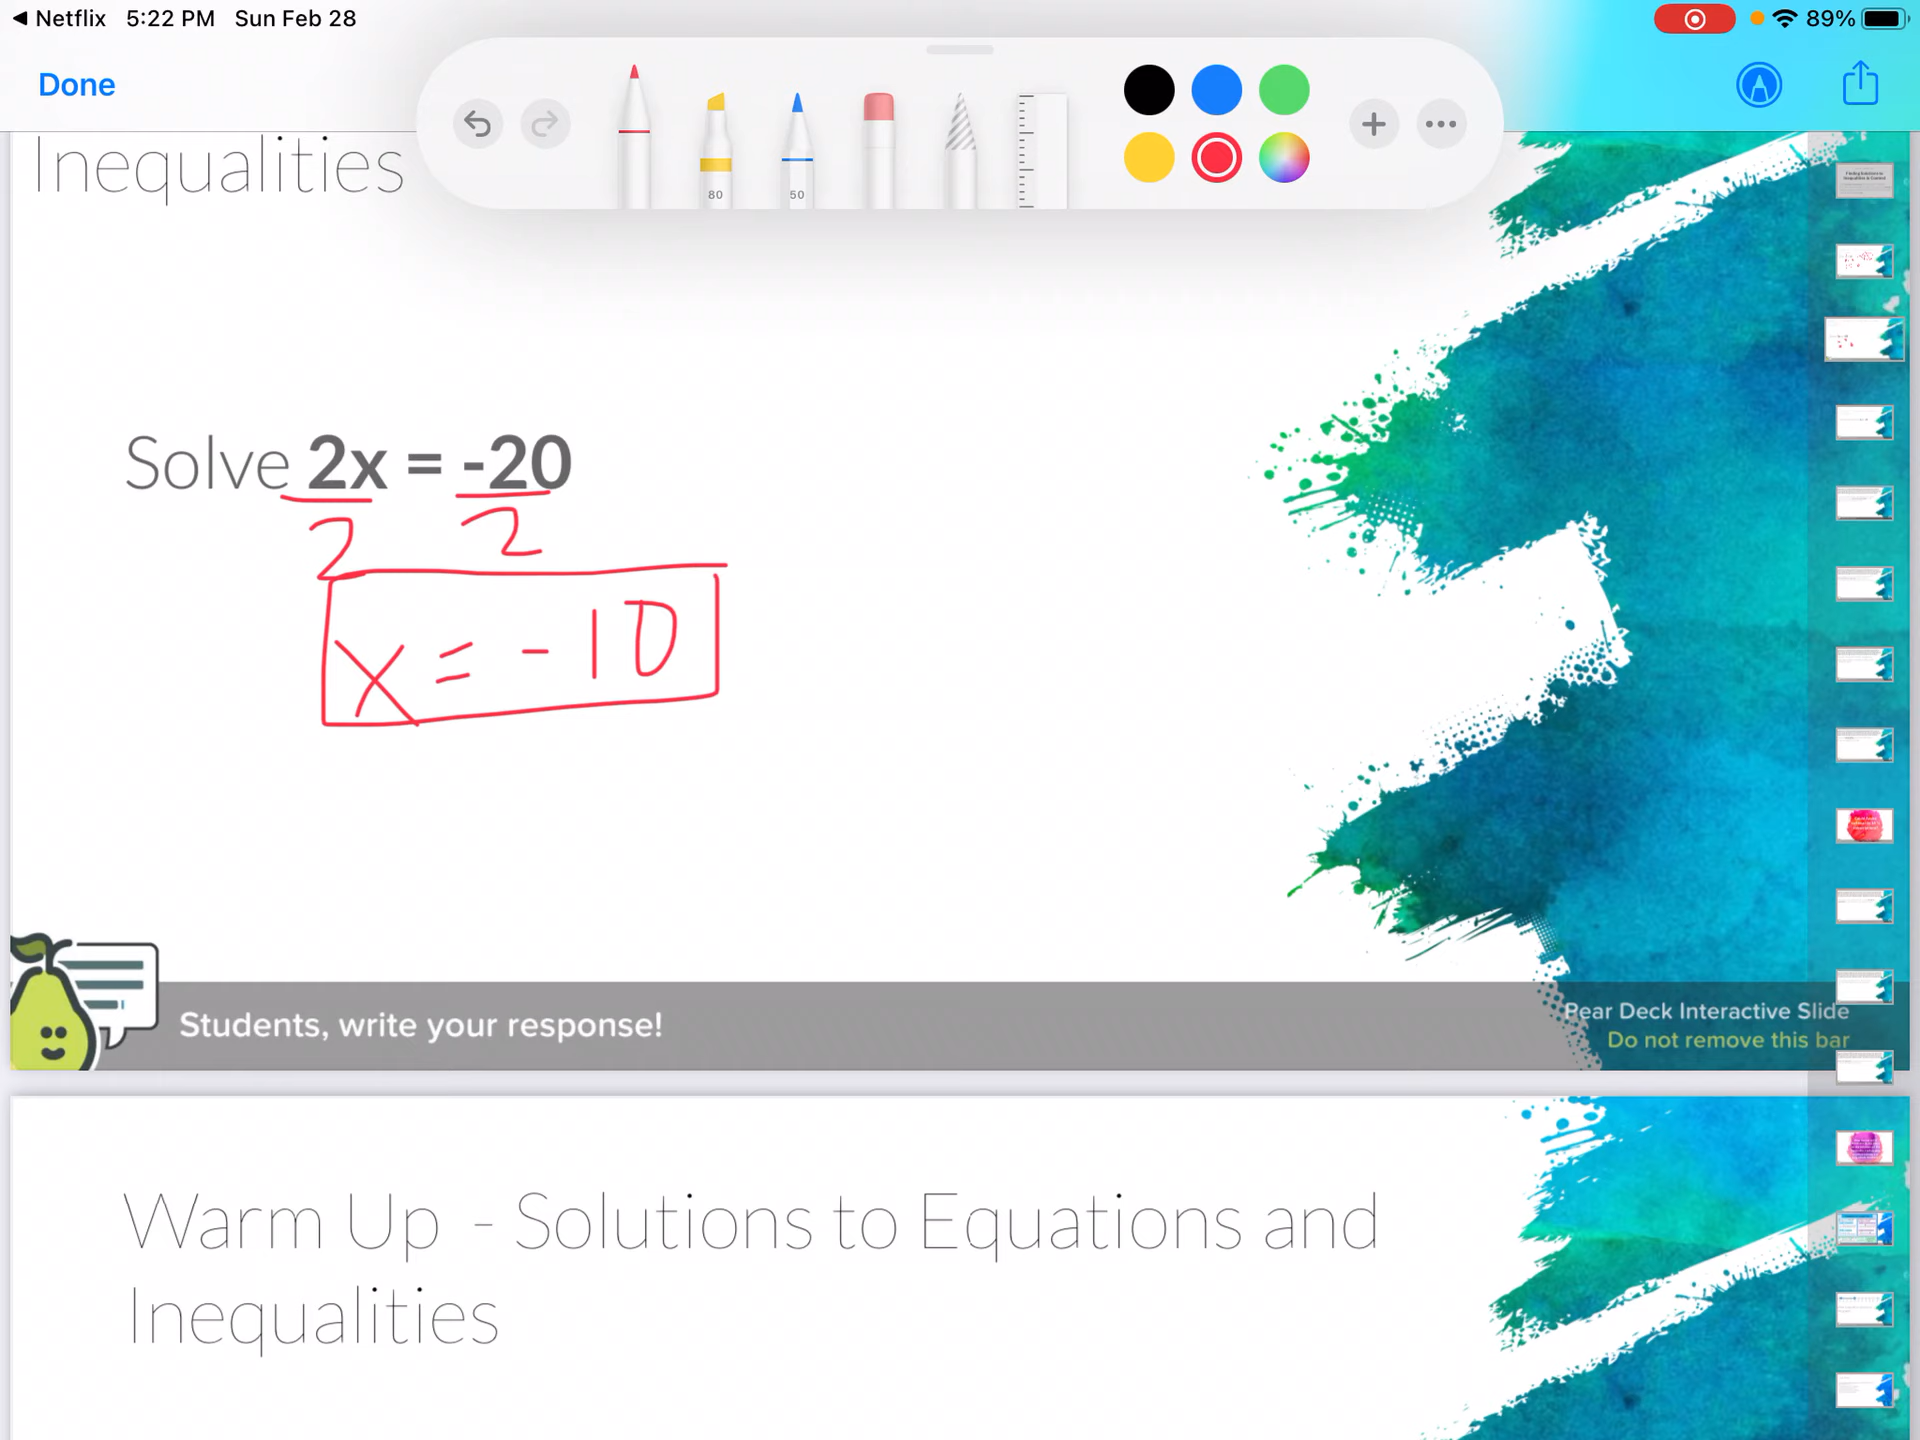 Netflix 5:22 PM Sun Feb 28
89%
Done
80
50
Inequalities
Solve 2x = -20
2 2
x = - 10
Students, write your response!
Pear Deck Interactive Slide
Do not remove this bar
Warm Up - Solutions to Equations and
Inequalities